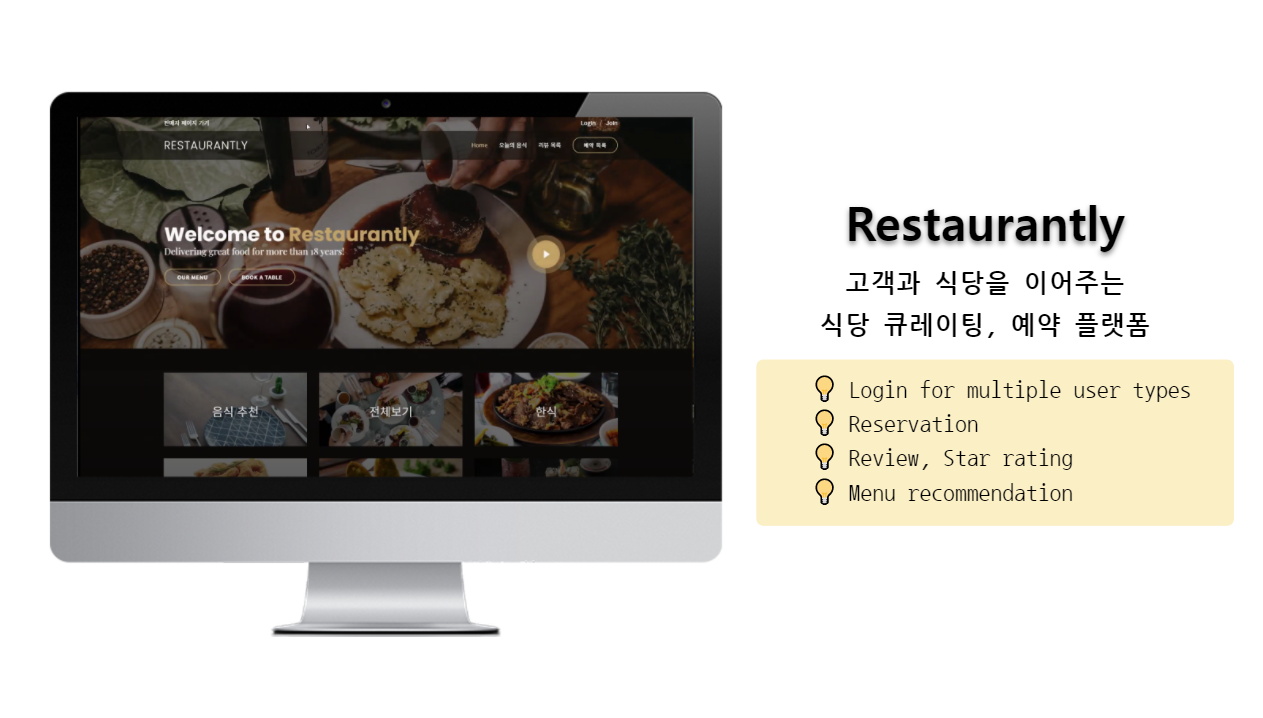 판매자 페이지 가기
Login / Join
RESTAURANTLY
Home 오늘의 음식 리뷰 목록 예약 목록
Welcome to Restaurantly
Delivering great food for more than 18 years!
OUR MENU BOOK A TABLE
음식 추천 전체보기 한식
Restaurantly
고객과 식당을 이어주는
식당 큐레이팅, 예약 플랫폼
Login for multiple user types
Reservation
Review, Star rating
Menu recommendation